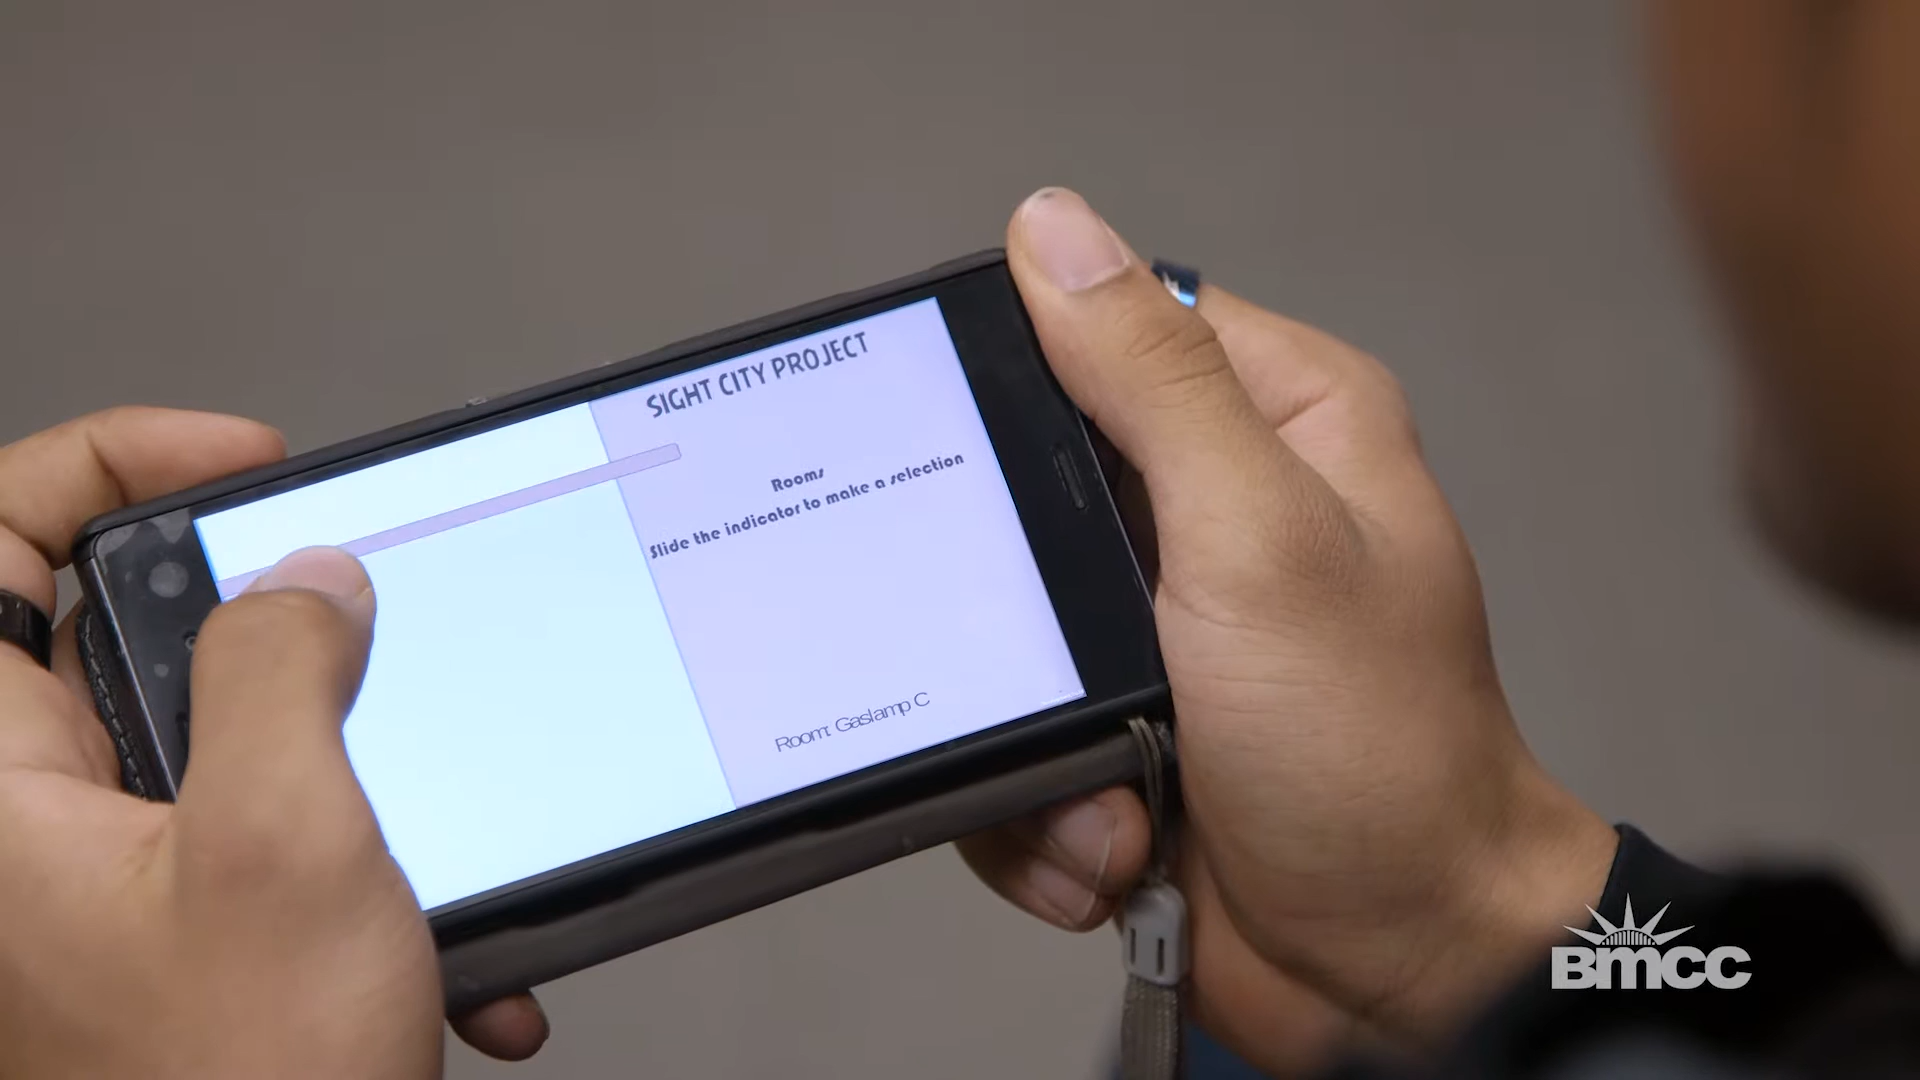 SIGHT CITY PROJECT
Rooms
Slide the indicator to make a selection
Room: Gaslamp C
BMCC